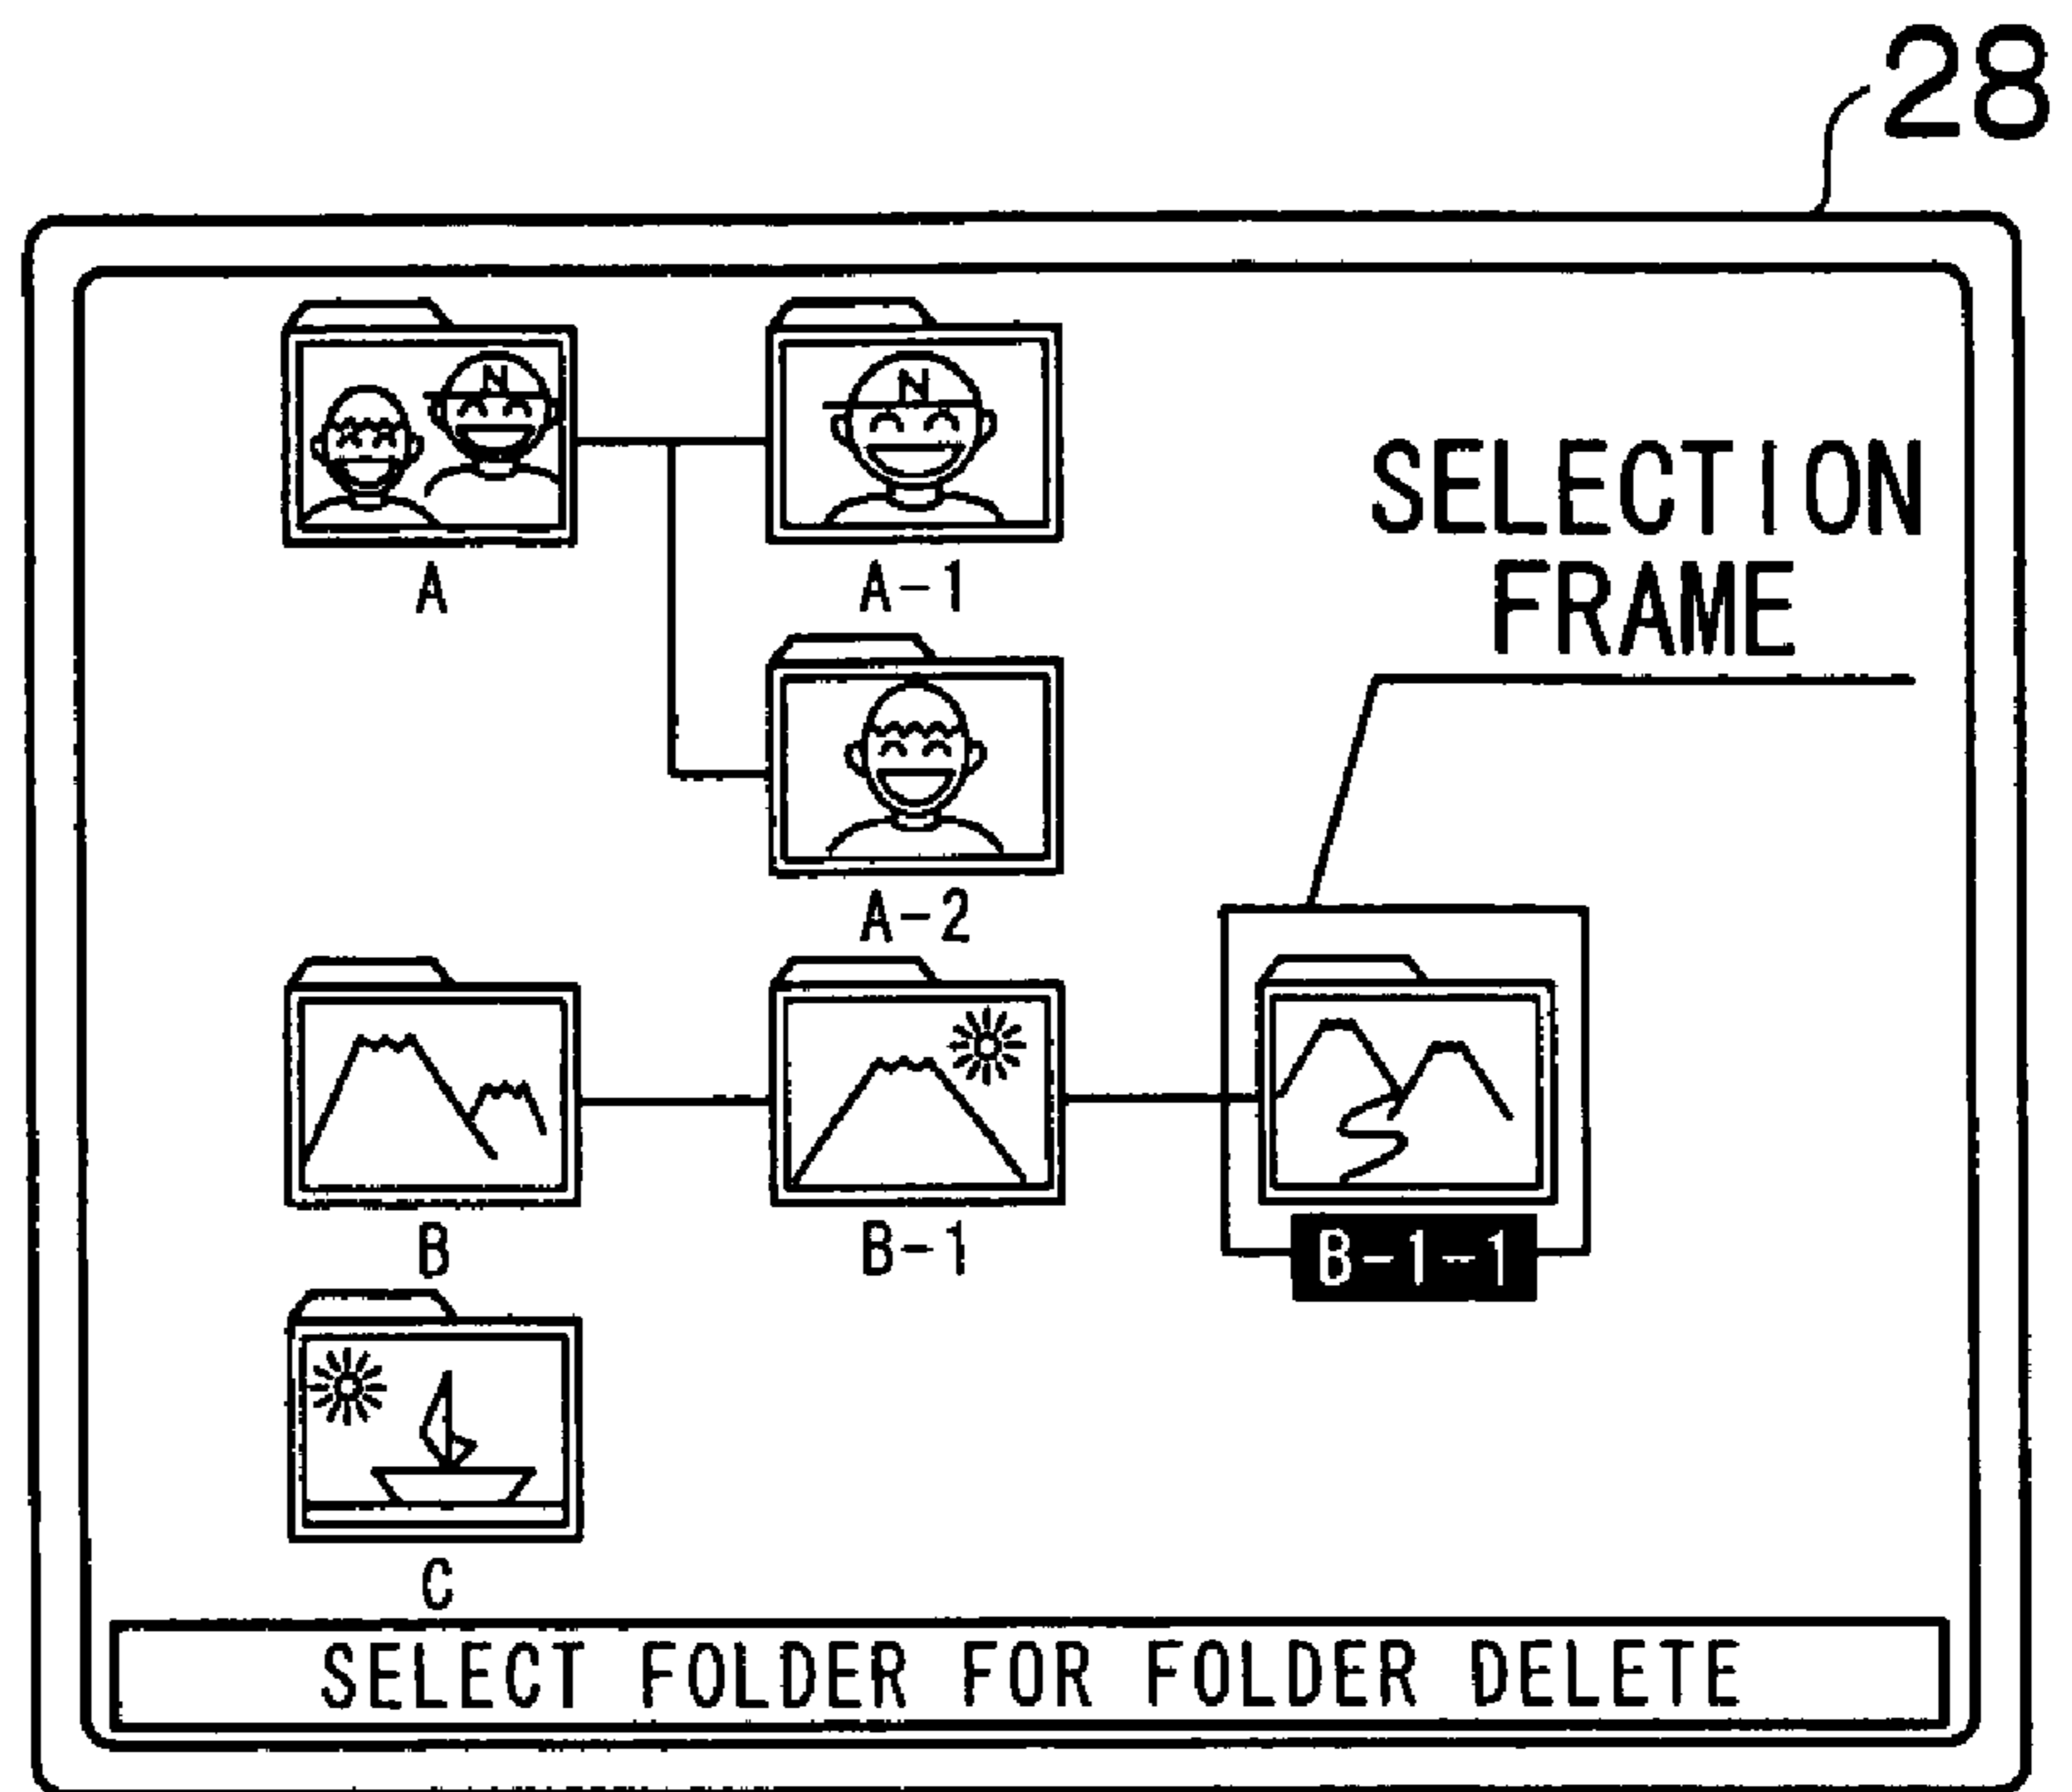 28
N
N
A
A-1
SELECTION
FRAME
A-2
B
B-1
B-1-1
C
SELECT FOLDER FOR FOLDER DELETE